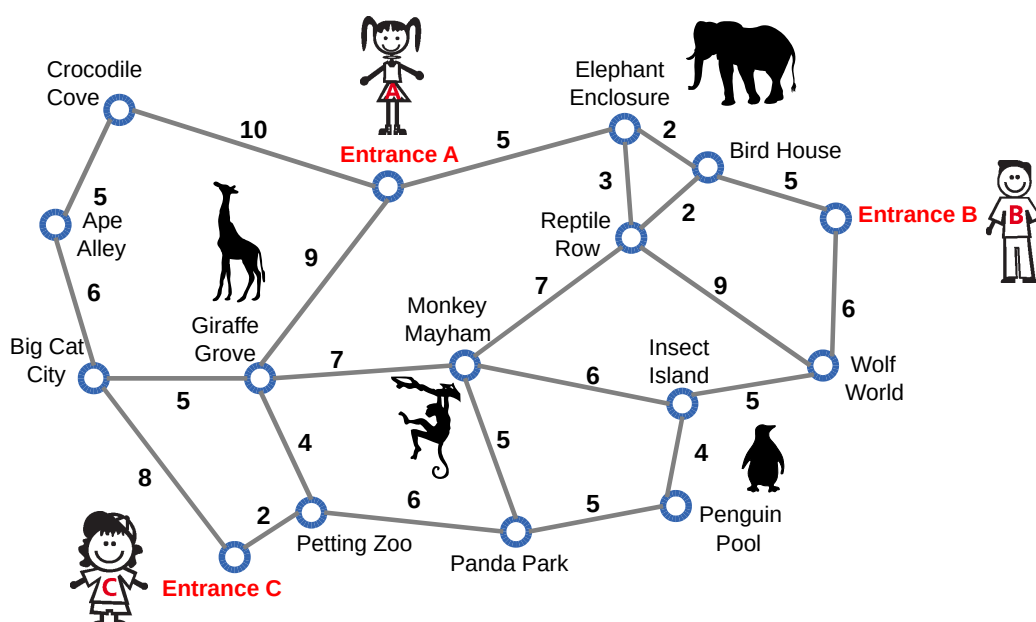 Crocodile
Cove
10
A
Entrance A
5
Elephant
Enclosure
2
Bird House
5
Entrance B
B
3
2
Reptile
Row
5
Ape
Alley
9
6
7
9
6
Big Cat
City
Giraffe
Grove
7
Monkey
Mayham
Insect
Island
Wolf
World
5
6
5
8
4
5
4
2
6
5
Petting Zoo
Panda Park
Penguin
Pool
C
Entrance C